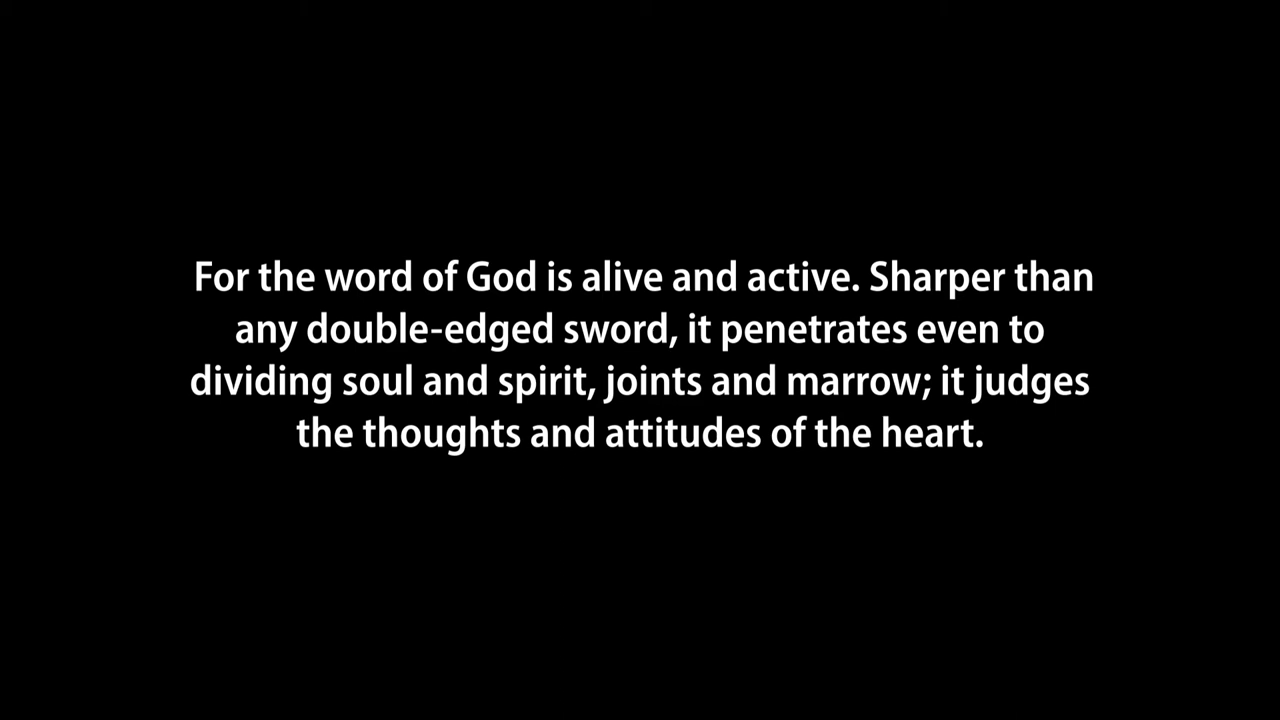 For the word of God is alive and active. Sharper than
any double-edged sword, it penetrates even to
dividing soul and spirit, joints and marrow; it judges
the thoughts and attitudes of the heart.